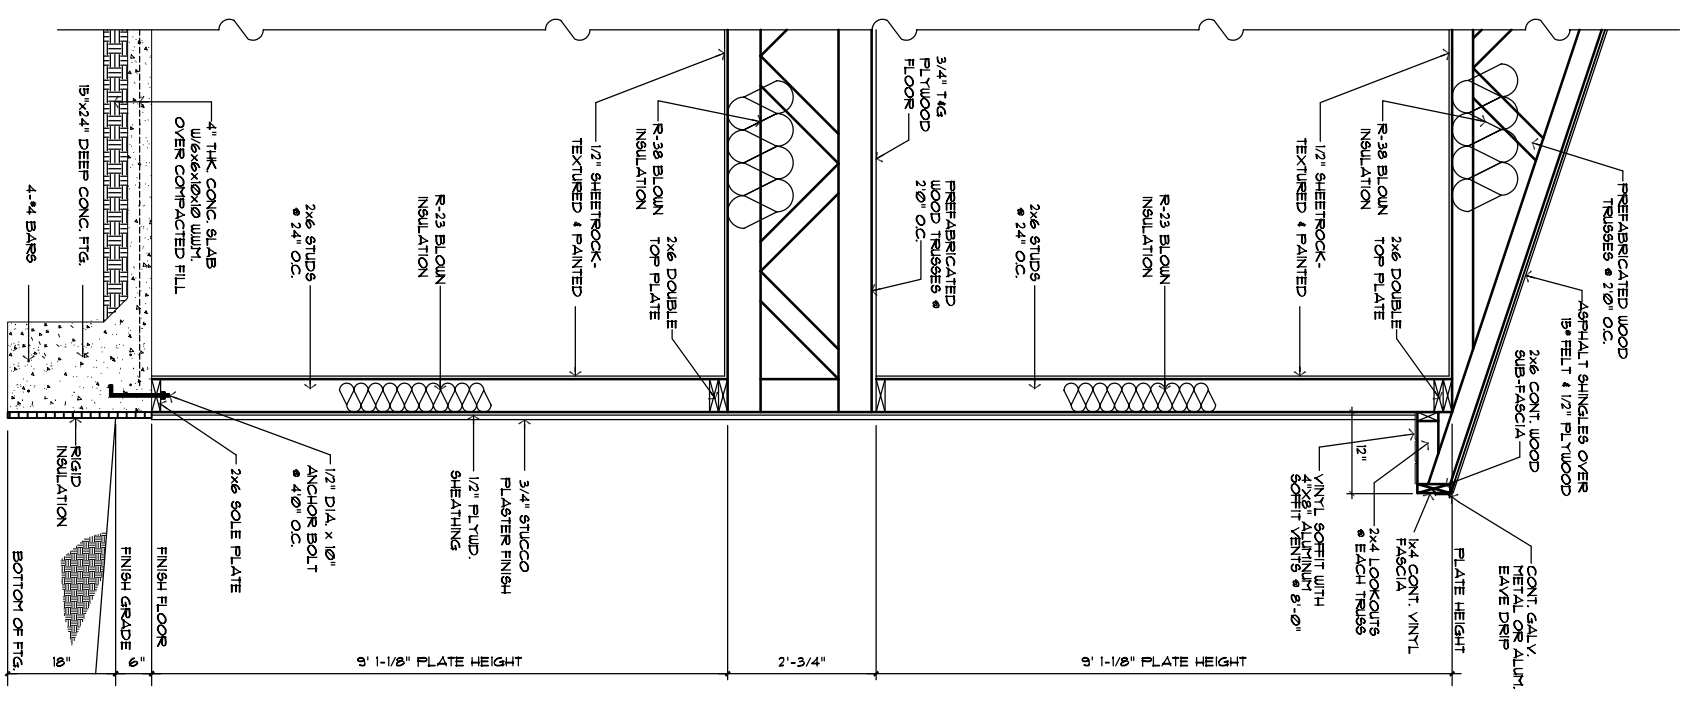 PREFABRICATED WOOD
TRUSSES @ 2'0" O.C.
ASPHALT SHINGLES OVER
15# FELT & 1/2" PLYWOOD
2x6 CONT. WOOD
SUB-FASCIA
CONT. GALV.
METAL OR ALUM.
EAVE DRIP
PLATE HEIGHT
1x4 CONT. VINYL
FASCIA
2x4 LOOKOUTS
@ EACH TRUSS
VINYL SOFFIT WITH
4"X8" ALUMINUM
SOFFIT VENTS @ 8'-0"
12"
R-38 BLOWN
INSULATION
2x6 DOUBLE
TOP PLATE
1/2" SHEETROCK-
TEXTURED & PAINTED
R-23 BLOWN
INSULATION
2x6 STUDS
@ 24" O.C.
9' 1-1/8" PLATE HEIGHT
3/4" T&G
PLYWOOD
FLOOR
PREFABRICATED
WOOD TRUSSES @
2'0" O.C.
2'-3/4"
R-38 BLOWN
INSULATION
2x6 DOUBLE
TOP PLATE
1/2" SHEETROCK-
TEXTURED & PAINTED
3/4" STUCCO
PLASTER FINISH
1/2" PLYWD.
SHEATHING
R-23 BLOWN
INSULATION
2x6 STUDS
@ 24" O.C.
9' 1-1/8" PLATE HEIGHT
1/2" DIA. x 10"
ANCHOR BOLT
@ 4'0" O.C.
2x6 SOLE PLATE
4" THK. CONC. SLAB
W/6x6x10x10 W.W.M.
OVER COMPACTED FILL
FINISH FLOOR
6"
FINISH GRADE
15"x24" DEEP CONC. FTG.
RIGID
INSULATION
18"
4-#4 BARS
BOTTOM OF FTG.